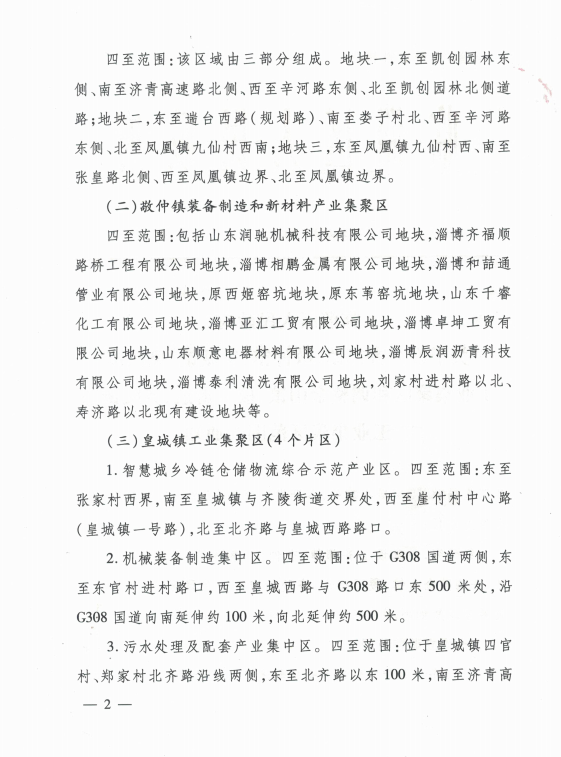 四至范围:该区域由三部分组成。地块一,东至凯创园林东
侧、南至济青高速路北侧、西至辛河路东侧、北至凯创园林北侧道
路;地块二,东至遄台西路(规划路)、南至娄子村北、西至辛河路
东侧、北至凤凰镇九仙村西南;地块三,东至凤凰镇九仙村西、南至
张皇路北侧、西至凤凰镇边界、北至凤凰镇边界。
(二)敬仲镇装备制造和新材料产业集聚区
四至范围:包括山东润驰机械科技有限公司地块,淄博齐福顺
路桥工程有限公司地块,淄博相鹏金属有限公司地块,淄博和喆通
管业有限公司地块,原西姬窑坑地块,原东苇窑坑地块,山东千睿
化工有限公司地块,淄博亚汇工贸有限公司地块,淄博卓坤工贸有
限公司地块,山东顺意电器材料有限公司地块,淄博辰润沥青科技
有限公司地块,淄博泰利清洗有限公司地块,刘家村进村路以北、
寿济路以北现有建设地块等。
(三)皇城镇工业集聚区(4个片区)
1.智慧城乡冷链仓储物流综合示范产业区。四至范围:东至
张家村西界,南至皇城镇与齐陵街道交界处,西至崖付村中心路
(皇城镇一号路),北至北齐路与皇城西路路口。
2.机械装备制造集中区。四至范围:位于G308国道两侧,东
至东官村进村路口,西至皇城西路与G308路口东500米处,沿
G308国道向南延伸约100米,向北延伸约500米。
3.污水处理及配套产业集中区。四至范围:位于皇城镇四官
村、郑家村北齐路沿线两侧,东至北齐路以东100米,南至济青高
— 2 —